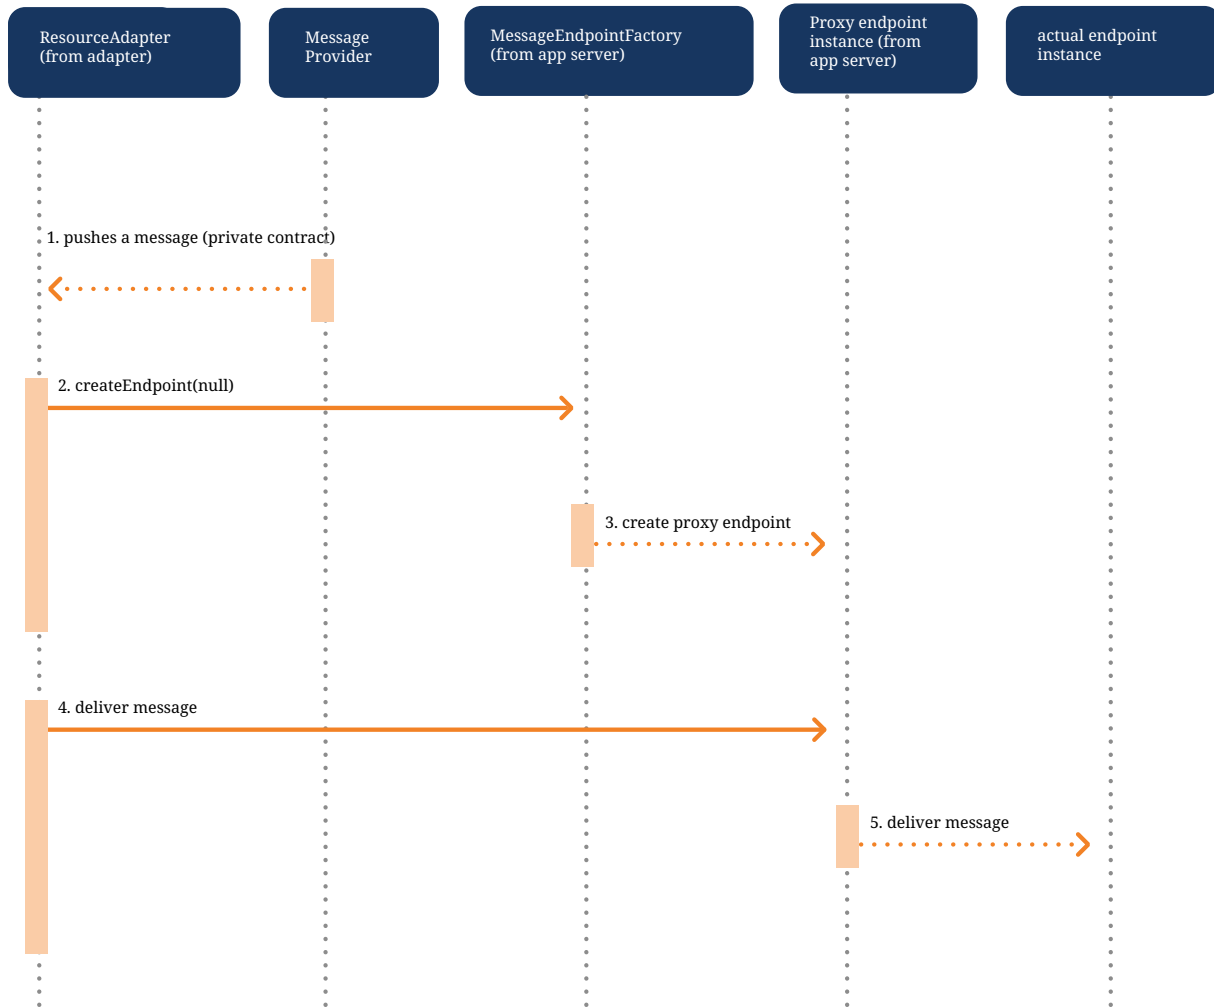 ResourceAdapter
(from adapter)
Message
Provider
MessageEndpointFactory
(from app server)
Proxy endpoint
instance (from
app server)
actual endpoint
instance
1. pushes a message (private contract)
2. createEndpoint(null)
3. create proxy endpoint
4. deliver message
5. deliver message